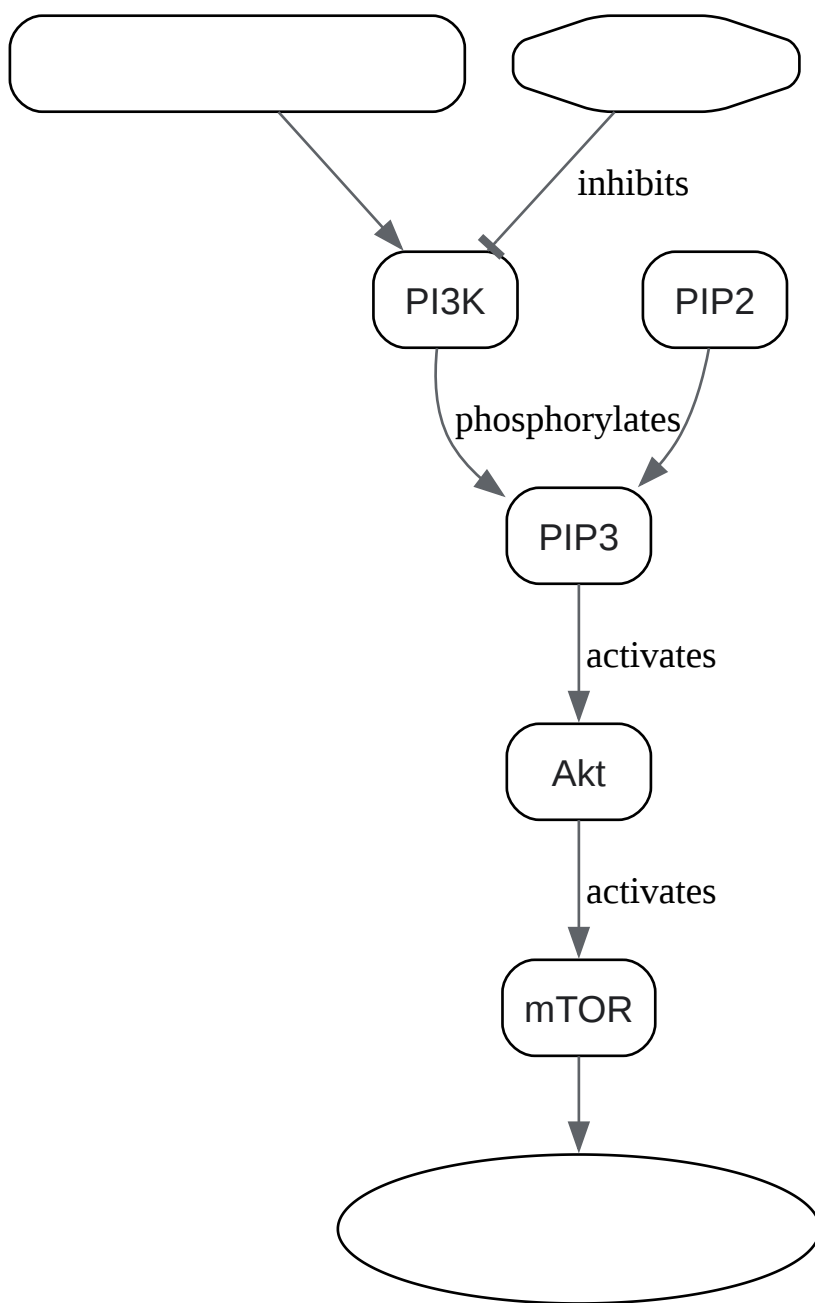 inhibits
PI3K
PIP2
phosphorylates
PIP3
activates
Akt
activates
mTOR